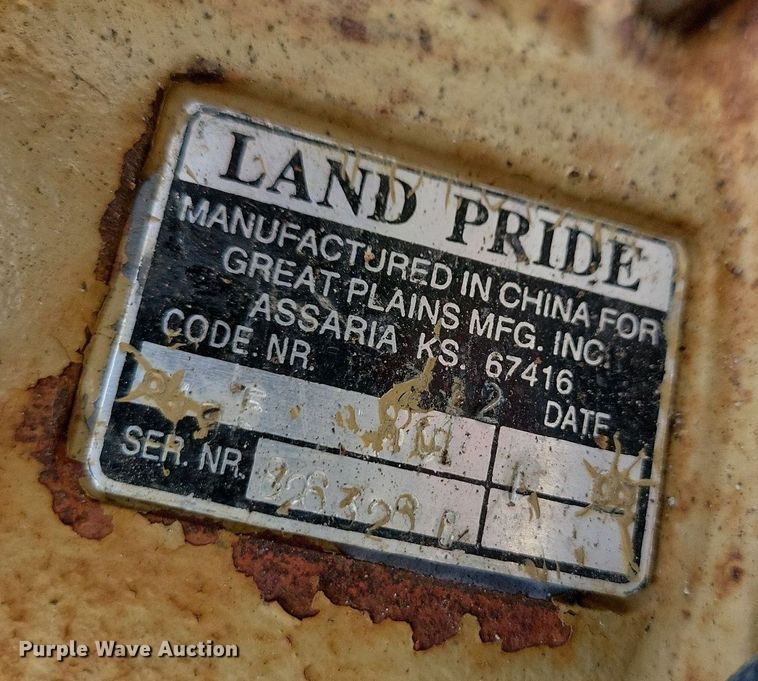 LAND PRIDE
MANUFACTURED IN CHINA FOR
GREAT PLAINS MFG. INC.
ASSARIA KS. 67416
CODE. NR. DATE
SER. NR.
Purple Wave Auction